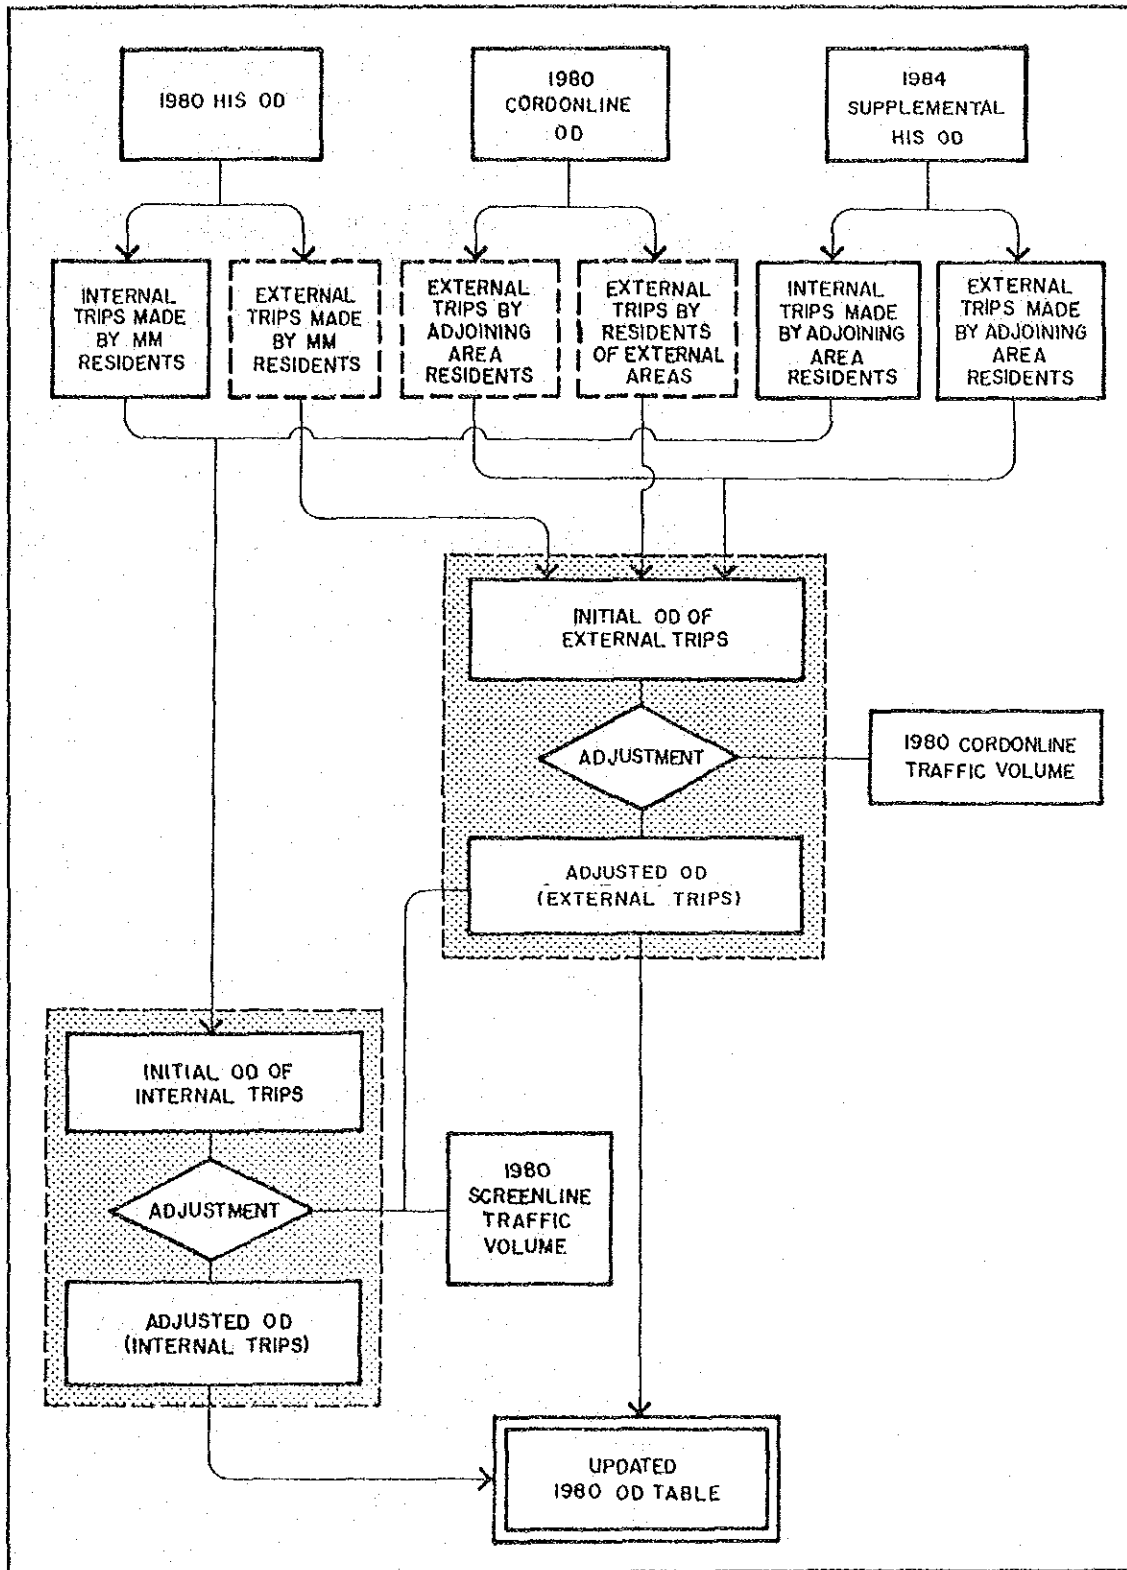 1980 HIS OD
1980
CORDONLINE
OD
1984
SUPPLEMENTAL
HIS OD
INTERNAL
TRIPS MADE
BY MM
RESIDENTS
EXTERNAL
TRIPS MADE
BY MM
RESIDENTS
EXTERNAL
TRIPS BY
ADJOINING
AREA
RESIDENTS
EXTERNAL
TRIPS BY
RESIDENTS
OF EXTERNAL
AREAS
INTERNAL
TRIPS MADE
BY ADJOINING
AREA
RESIDENTS
EXTERNAL
TRIPS MADE
BY ADJOINING
AREA
RESIDENTS
INITIAL OD OF
EXTERNAL TRIPS
ADJUSTMENT
1980 CORDONLINE
TRAFFIC VOLUME
ADJUSTED OD
(EXTERNAL TRIPS)
INITIAL OD OF
INTERNAL TRIPS
ADJUSTMENT
1980
SCREENLINE
TRAFFIC
VOLUME
ADJUSTED OD
(INTERNAL TRIPS)
UPDATED
1980 OD TABLE